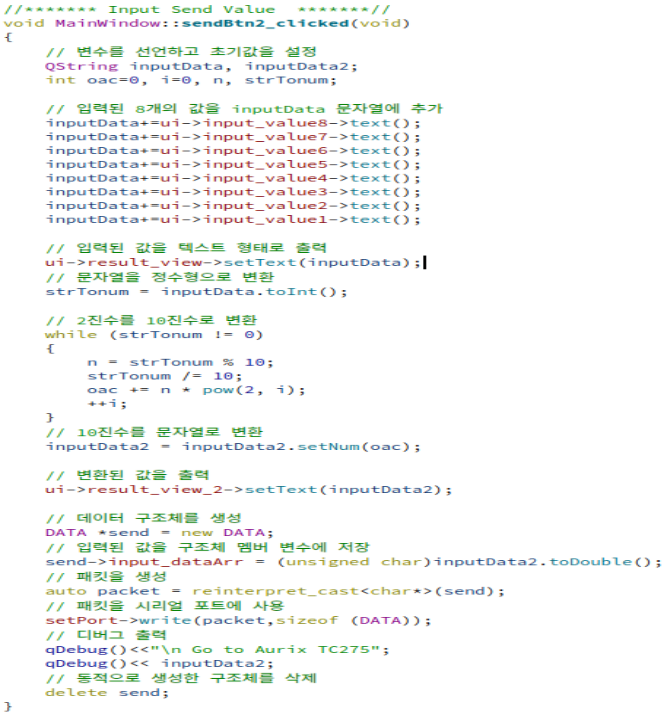 //******* Input Send Value *******//
void MainWindow::sendBtn2_clicked(void)
{
// 변수를 선언하고 초기값을 설정
QString inputData, inputData2;
int oac=0, i=0, n, strTonum;
// 입력된 8개의 값을 inputData 문자열에 추가
inputData+=ui->input_value8->text();
inputData+=ui->input_value7->text();
inputData+=ui->input_value6->text();
inputData+=ui->input_value5->text();
inputData+=ui->input_value4->text();
inputData+=ui->input_value3->text();
inputData+=ui->input_value2->text();
inputData+=ui->input_value1->text();
// 입력된 값을 텍스트 형태로 출력
ui->result_view->setText(inputData);
// 문자열을 정수형으로 변환
strTonum = inputData.toInt();
// 2진수를 10진수로 변환
while (strTonum != 0)
{
n = strTonum % 10;
strTonum /= 10;
oac += n * pow(2, i);
++i;
}
// 10진수를 문자열로 변환
inputData2 = inputData2.setNum(oac);
// 변환된 값을 출력
ui->result_view_2->setText(inputData2);
// 데이터 구조체를 생성
DATA *send = new DATA;
// 입력된 값을 구조체 멤버 변수에 저장
send->input_dataArr = (unsigned char)inputData2.toDouble();
// 패킷을 생성
auto packet = reinterpret_cast<char*>(send);
// 패킷을 시리얼 포트에 사용
setPort->write(packet,sizeof (DATA));
// 디버그 출력
qDebug()<<"\n Go to Aurix TC275";
qDebug()<< inputData2;
// 동적으로 생성한 구조체를 삭제
delete send;
}